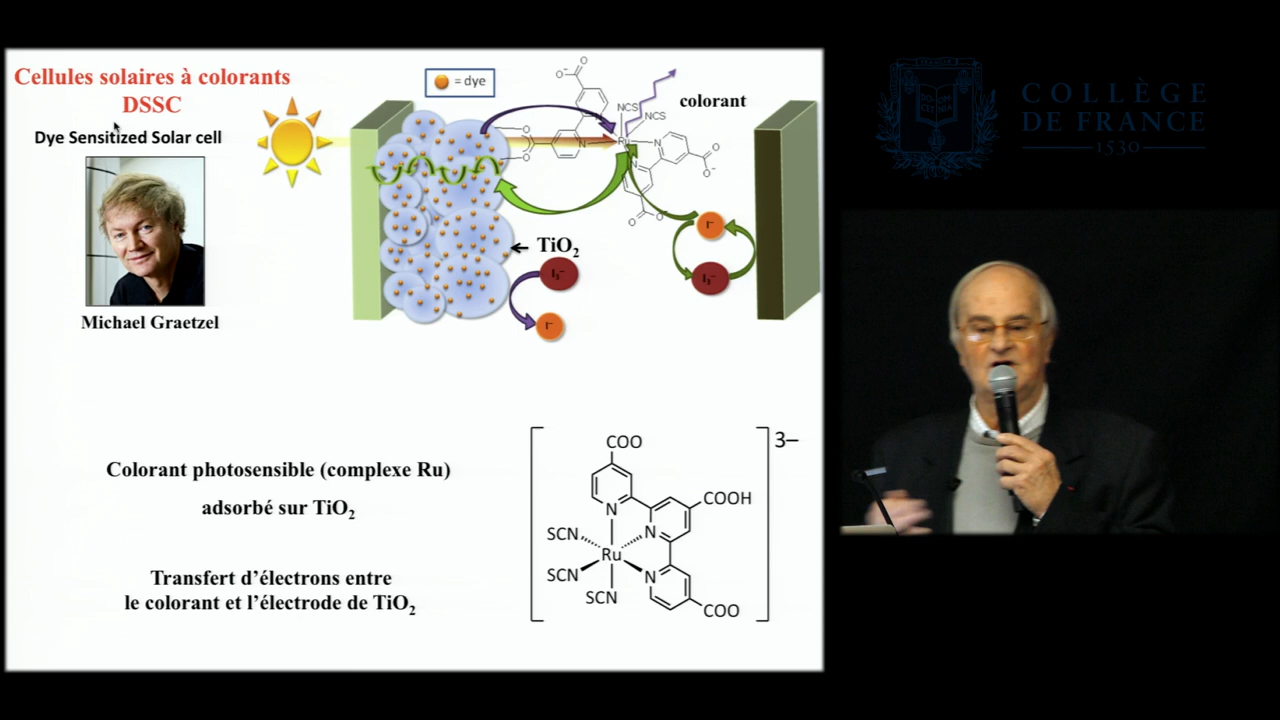 Cellules solaires à colorants
DSSC
Dye Sensitized Solar cell
Michael Graetzel
= dye
colorant
O
O⁻
NCS
NCS
Ru
N
N
N
O
O⁻
O
O
TiO₂
I₃⁻
I⁻
I⁻
I₃⁻
Colorant photosensible (complexe Ru)
adsorbé sur TiO₂
Transfert d’électrons entre
le colorant et l’électrode de TiO₂
3–
COO
COOH
N
SCN
N
Ru
SCN
N
SCN
COO
COLLÈGE
DE FRANCE
1530